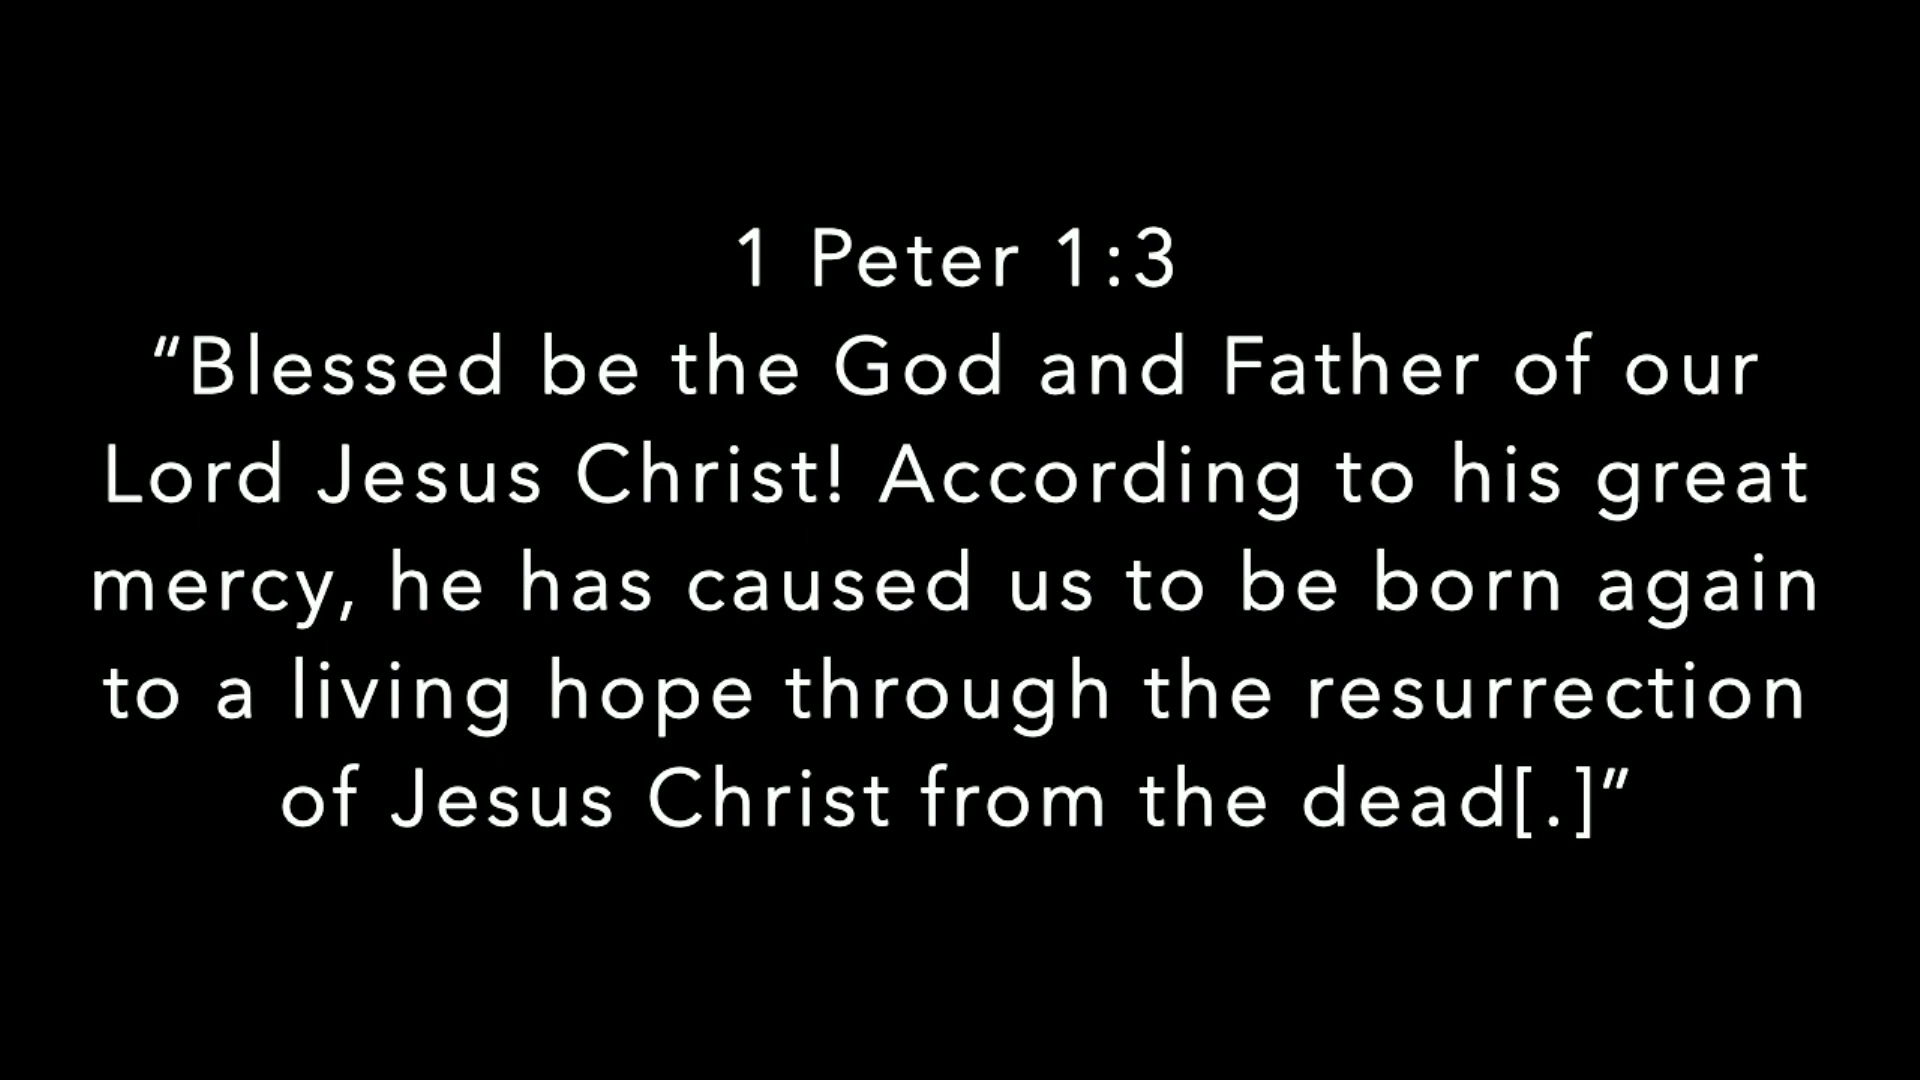 1 Peter 1:3
“Blessed be the God and Father of our
Lord Jesus Christ! According to his great
mercy, he has caused us to be born again
to a living hope through the resurrection
of Jesus Christ from the dead[.]”